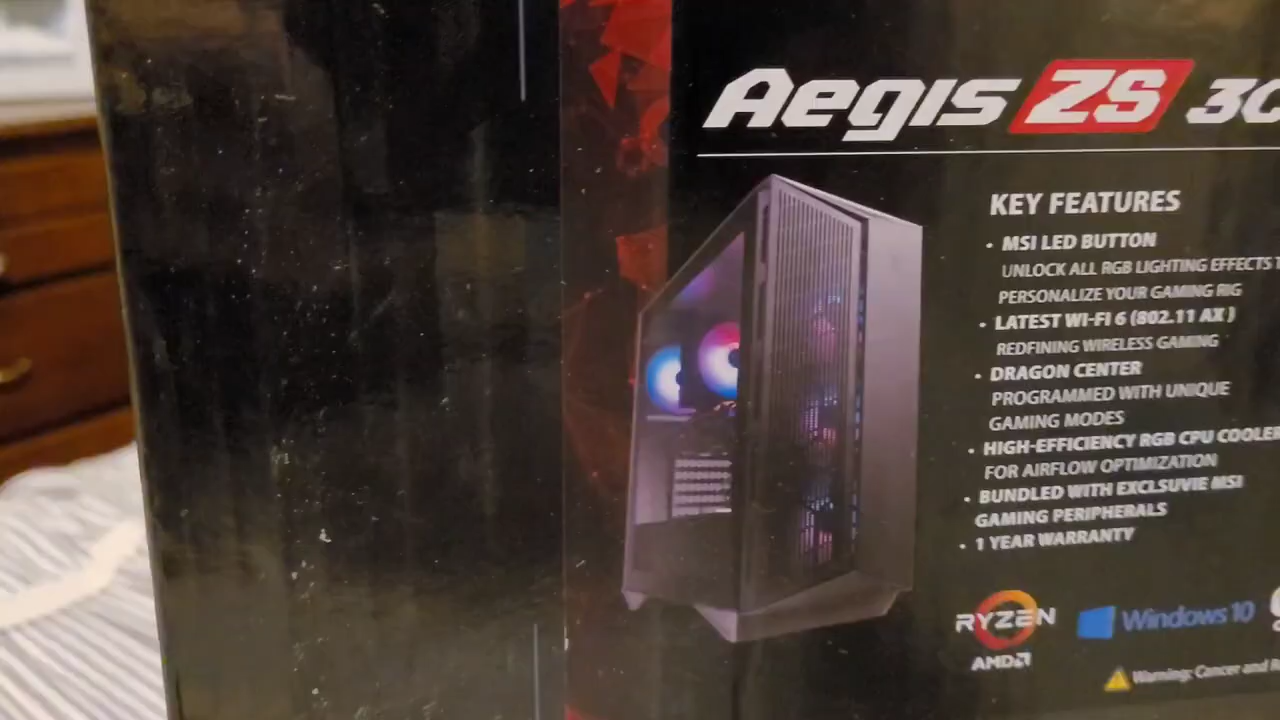 Aegis ZS 3
KEY FEATURES
• MSI LED BUTTON
UNLOCK ALL RGB LIGHTING EFFECTS
PERSONALIZE YOUR GAMING RIG
• LATEST WI-FI 6 (802.11 AX )
REDFINING WIRELESS GAMING
• DRAGON CENTER
PROGRAMMED WITH UNIQUE
GAMING MODES
• HIGH-EFFICIENCY RGB CPU COOLE
FOR AIRFLOW OPTIMIZATION
• BUNDLED WITH EXCLSUVIE MSI
GAMING PERIPHERALS
• 1 YEAR WARRANTY
RYZEN
AMD
Windows 10
Warning: Cancer and